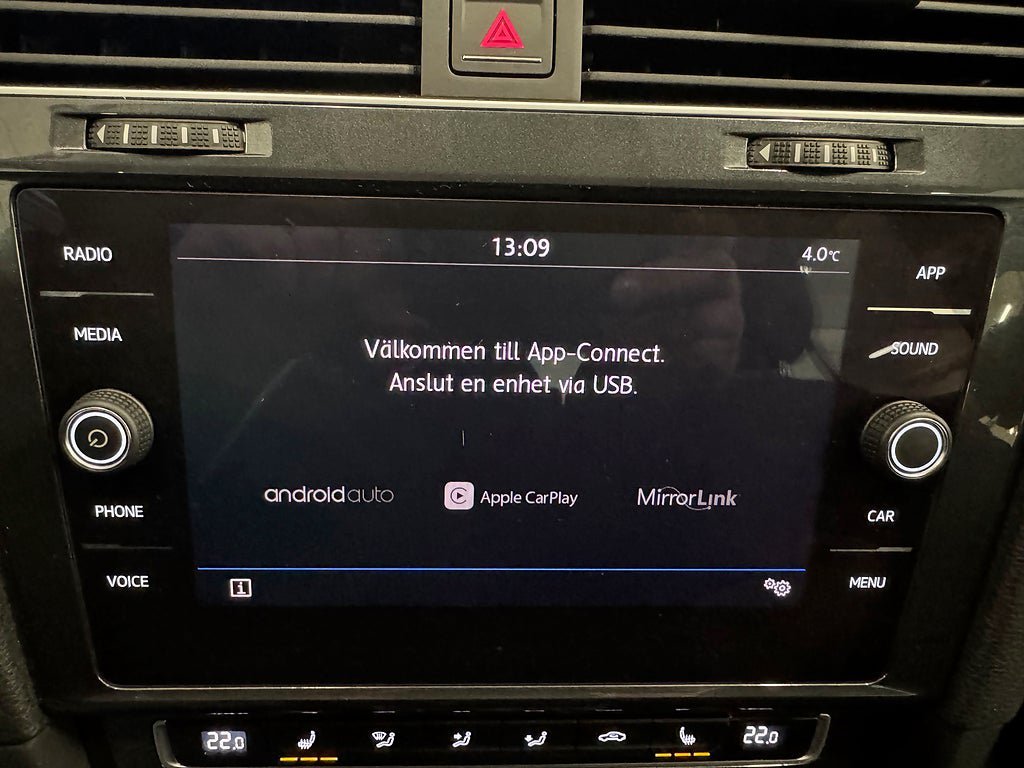 13:09
4.0°C
RADIO
MEDIA
PHONE
VOICE
Välkommen till App-Connect.
Anslut en enhet via USB.
androidauto
Apple CarPlay
MirrorLink
i
APP
SOUND
CAR
MENU
22.0
22.0